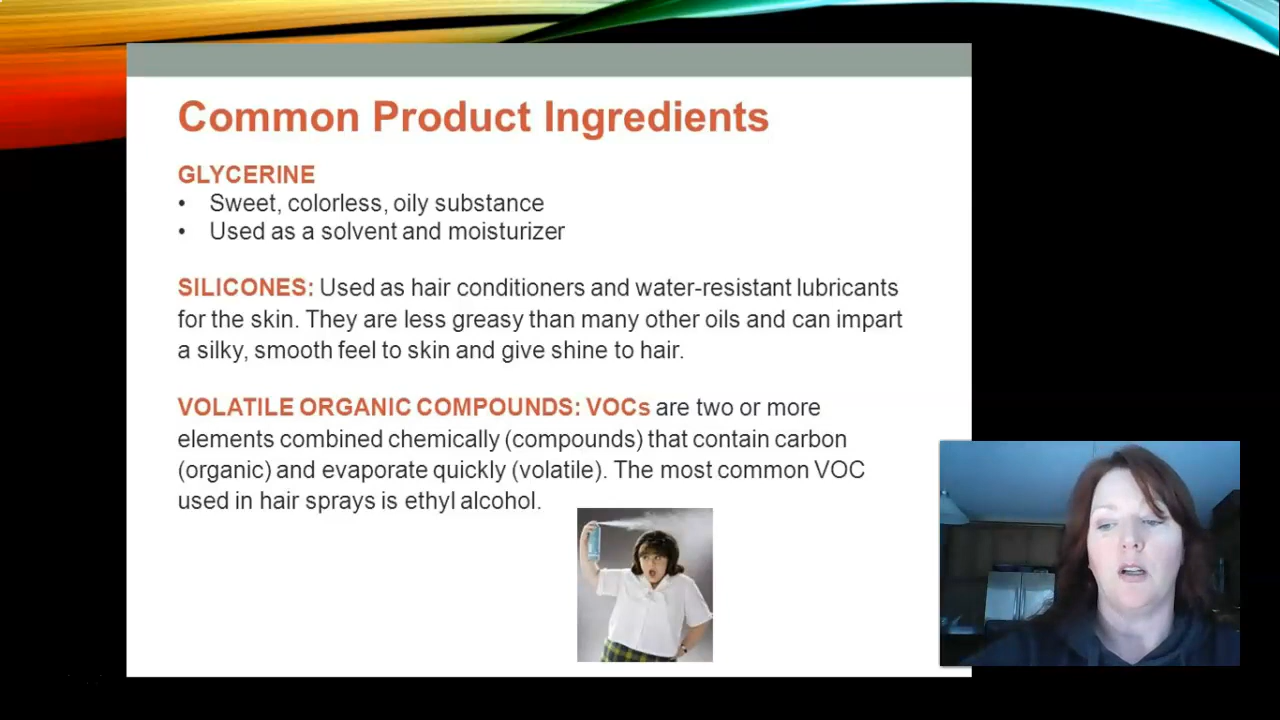 Common Product Ingredients
GLYCERINE
• Sweet, colorless, oily substance
• Used as a solvent and moisturizer
SILICONES: Used as hair conditioners and water-resistant lubricants
for the skin. They are less greasy than many other oils and can impart
a silky, smooth feel to skin and give shine to hair.
VOLATILE ORGANIC COMPOUNDS: VOCs are two or more
elements combined chemically (compounds) that contain carbon
(organic) and evaporate quickly (volatile). The most common VOC
used in hair sprays is ethyl alcohol.